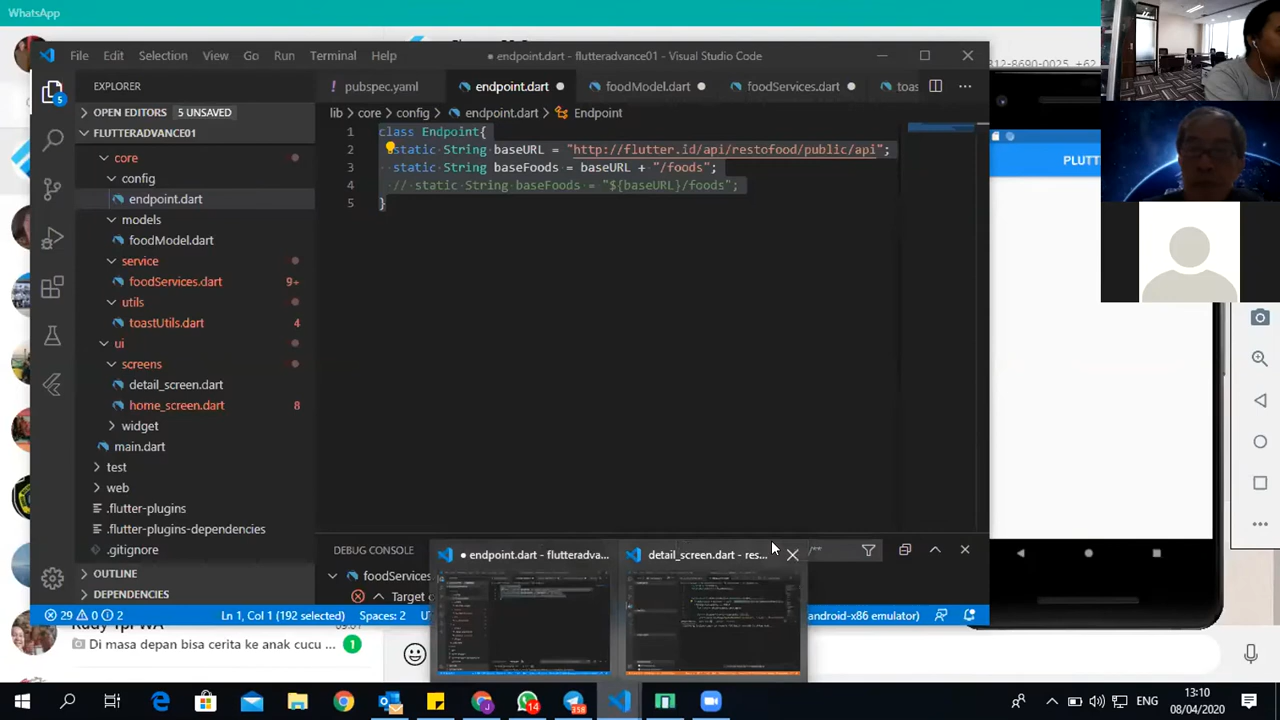 WhatsApp
File Edit Selection View Go Run Terminal Help
● endpoint.dart - flutteradvance01 - Visual Studio Code
EXPLORER
pubspec.yaml
endpoint.dart
foodModel.dart
foodServices.dart
OPEN EDITORS 5 UNSAVED
lib > core > config > endpoint.dart > Endpoint
FLUTTERADVANCE01
core
config
endpoint.dart
models
foodModel.dart
service
foodServices.dart 9+
utils
toastUtils.dart 4
ui
screens
detail_screen.dart
home_screen.dart 8
widget
main.dart
test
web
.flutter-plugins
.flutter-plugins-dependencies
.gitignore
OUTLINE
DEPENDENCIES
5
1 class Endpoint{
2 static String baseURL = "http://flutter.id/api/restofood/public/api";
3 static String baseFoods = baseURL + "/foods";
4 // static String baseFoods = "${baseURL}/foods";
5 }
DEBUG CONSOLE
foodServices
Target
● endpoint.dart - flutteradva...
detail_screen.dart - res...
29 0
Ln 1, Col 1
selected)
Spaces: 2
android-x86 emulator)
Di masa depan bisa cerita ke anak cucu ... 1
14
358
ENG
13:10
08/04/2020